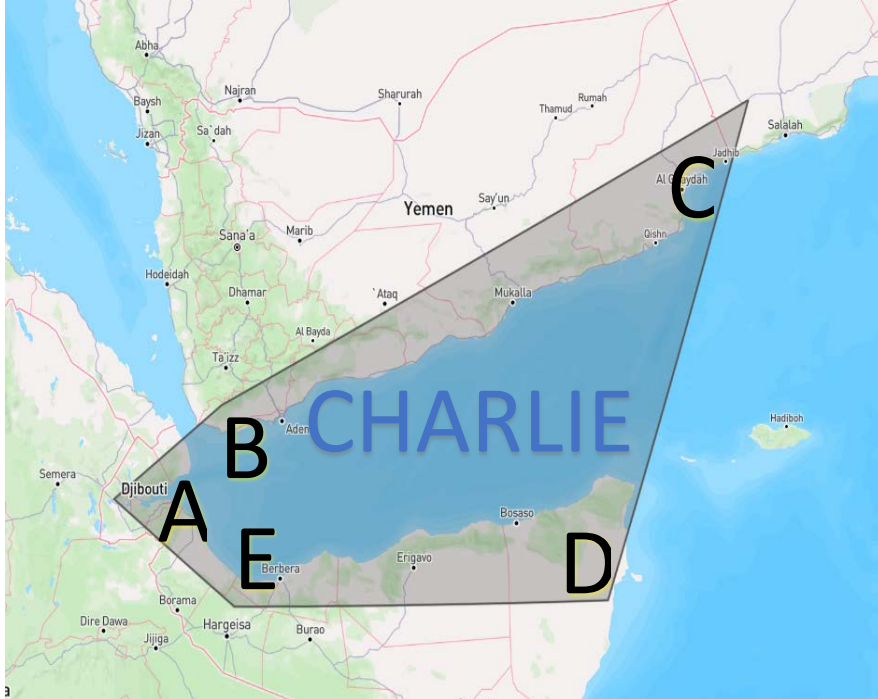 Abha
Najran
Sharurah
Baysh
Rumah
Thamud
Jizan
Sa`dah
Salalah
Jadhib
C
Say'un
Yemen
Marib
Sana'a
Qishn
Hodeidah
Dhamar
`Ataq
Mukalla
Al Bayda
Ta'izz
CHARLIE
Hadiboh
Aden
B
Semera
Djibouti
A
Bosaso
E
D
Erigavo
Berbera
Borama
Dire Dawa
Hargeisa
Burao
Jijiga
a